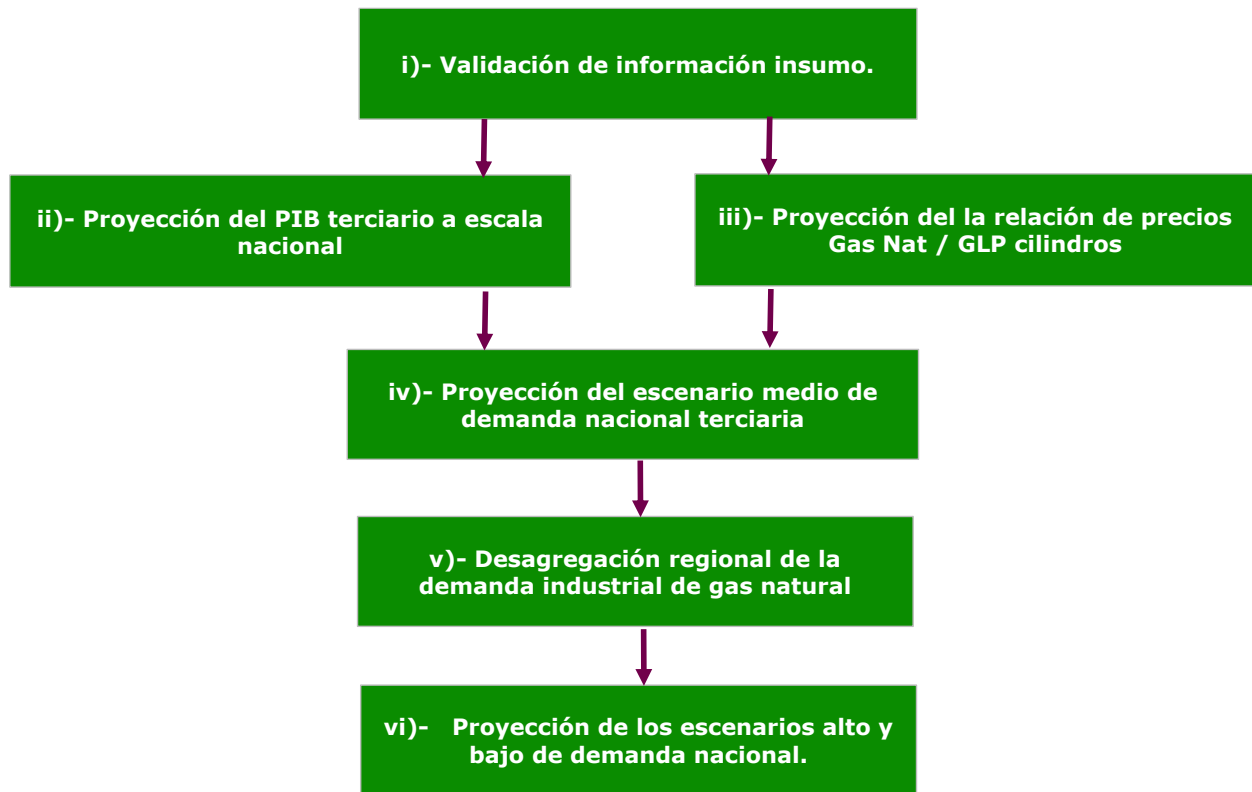 i)- Validación de información insumo.
ii)- Proyección del PIB terciario a escala
nacional
iii)- Proyección del la relación de precios
Gas Nat / GLP cilindros
iv)- Proyección del escenario medio de
demanda nacional terciaria
v)- Desagregación regional de la
demanda industrial de gas natural
vi)- Proyección de los escenarios alto y
bajo de demanda nacional.